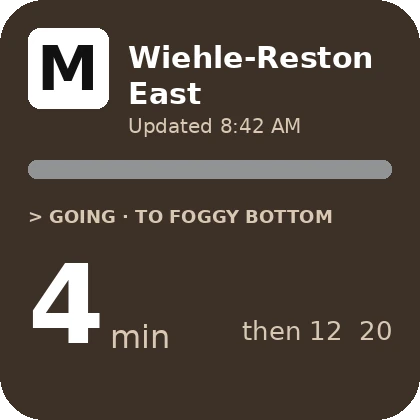 M
Wiehle-Reston
East
Updated 8:42 AM
> GOING · TO FOGGY BOTTOM
4 min
then 12 20